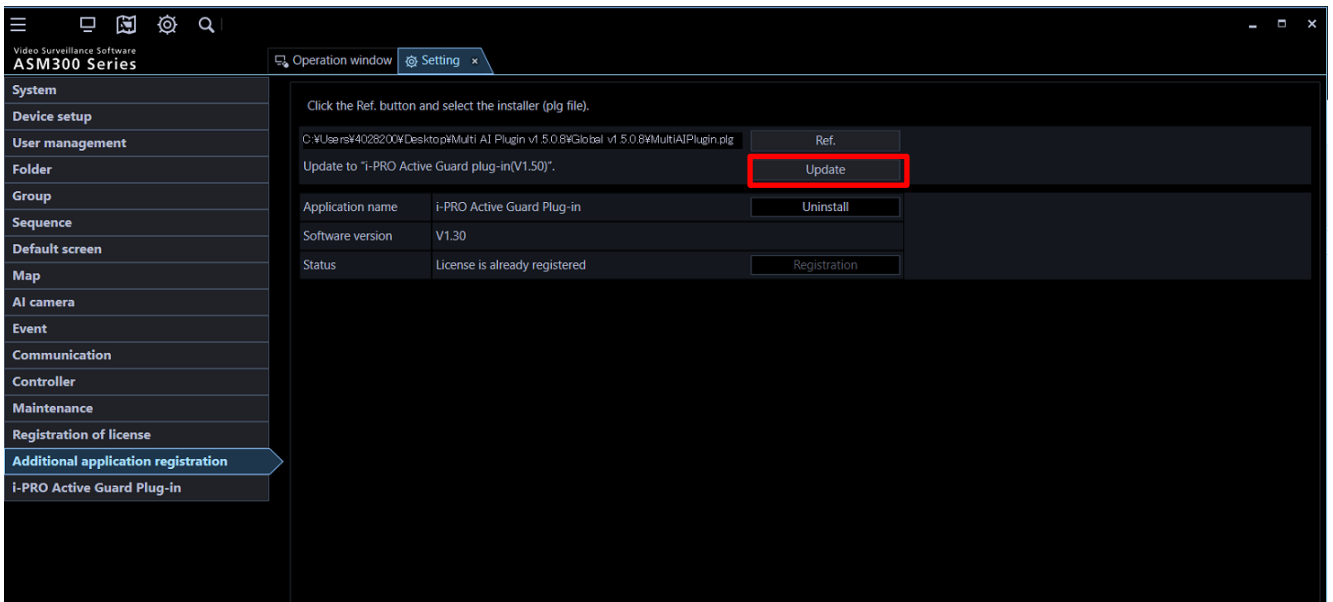 Video Surveillance Software
ASM300 Series
Operation window
Setting ×
System
Device setup
User management
Folder
Group
Sequence
Default screen
Map
AI camera
Event
Communication
Controller
Maintenance
Registration of license
Additional application registration
i-PRO Active Guard Plug-in
Click the Ref. button and select the installer (plg file).
C:¥Users¥4028200¥Desktop¥Multi AI Plugin v1.5.0.8¥Global v1.5.0.8¥MultiAIPlugin.plg
Ref.
Update to "i-PRO Active Guard plug-in(V1.50)".
Update
Application name i-PRO Active Guard Plug-in Uninstall
Software version V1.30
Status License is already registered Registration